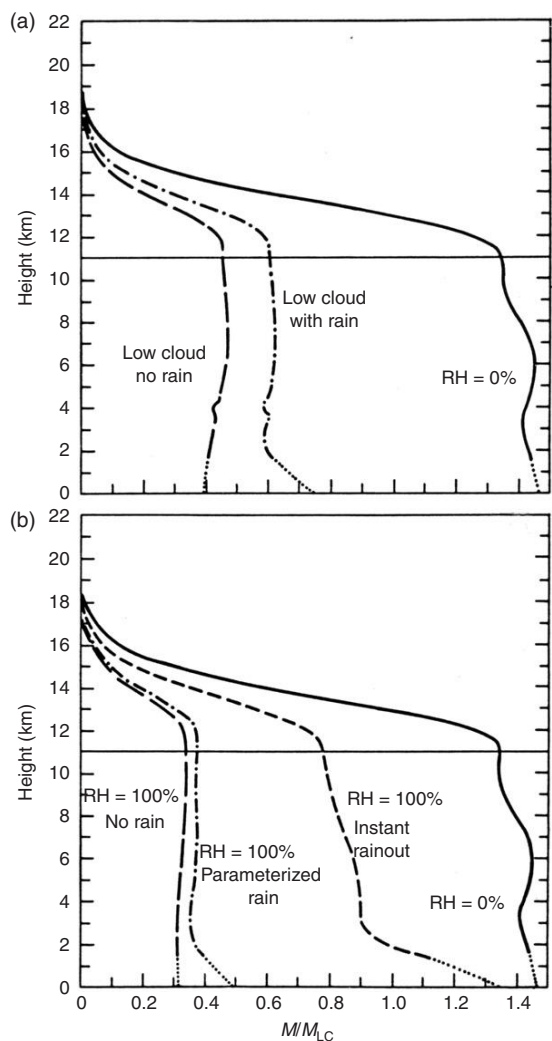 (a)
22
20
18
16
14
12
10
8
6
4
2
0
Height (km)
Low cloud
with rain
Low cloud
no rain
RH = 0%
(b)
22
20
18
16
14
12
10
8
6
4
2
0
Height (km)
RH = 100%
No rain
RH = 100%
Instant
rainout
RH = 100%
Parameterized
rain
RH = 0%
0
0.2
0.4
0.6
0.8
1.0
1.2
1.4
M/M_LC